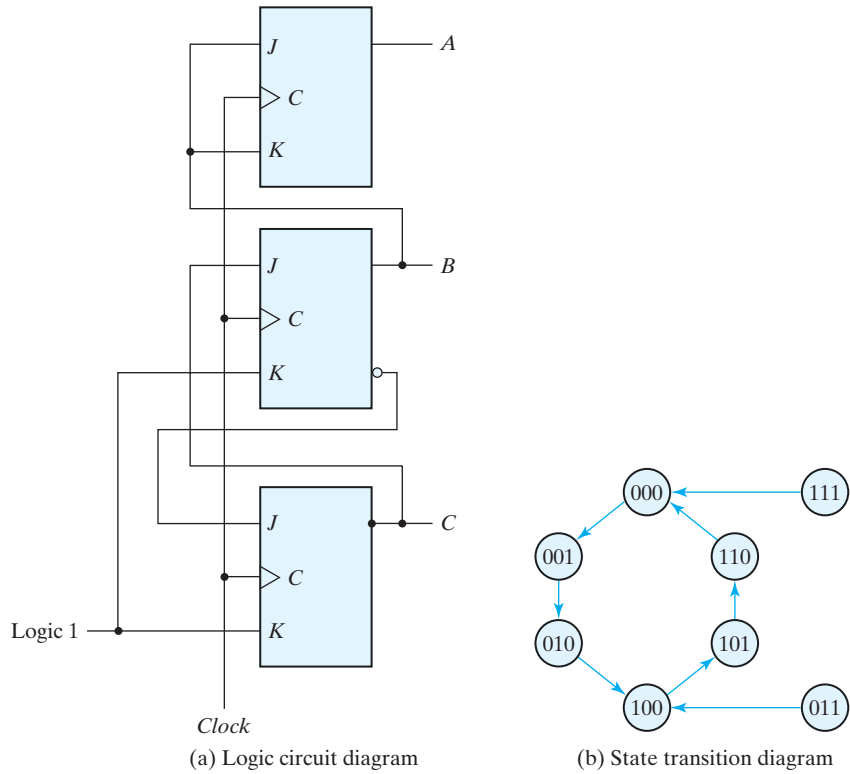 J
A
C
K
J
B
C
K
J
C
C
K
Logic 1
Clock
(a) Logic circuit diagram
000
111
001
110
010
101
100
011
(b) State transition diagram